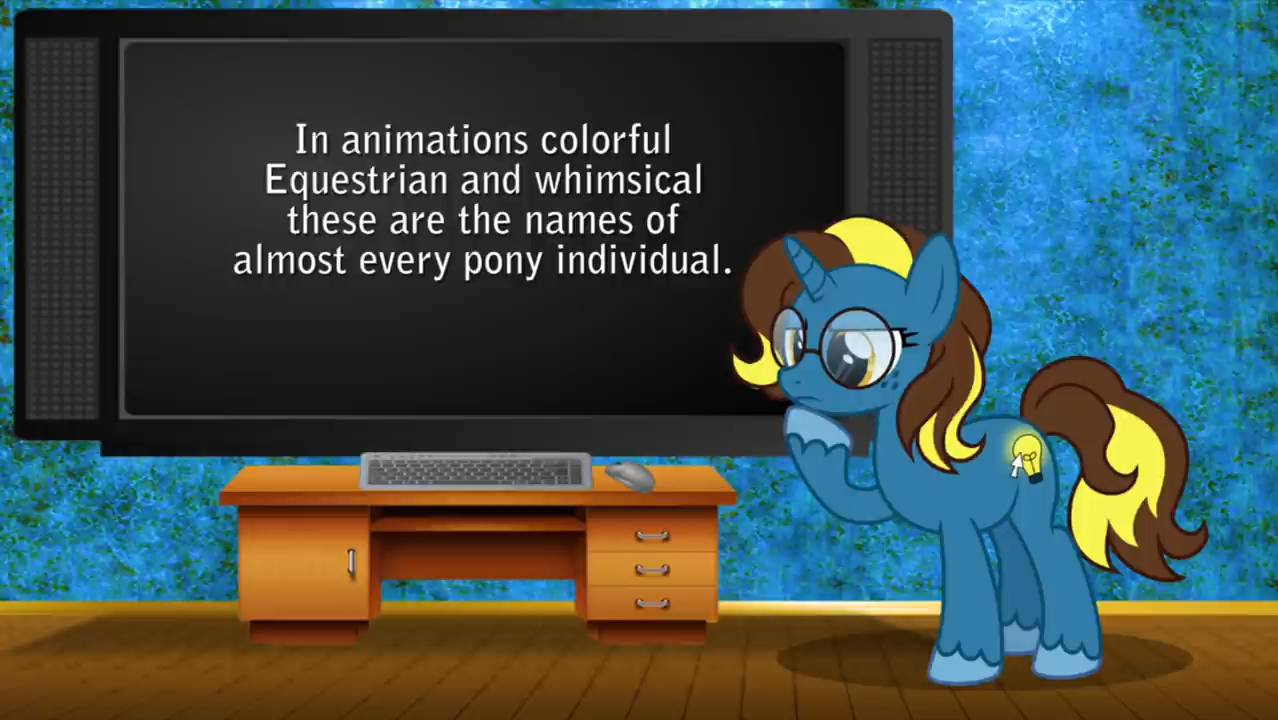 In animations colorful
Equestrian and whimsical
these are the names of
almost every pony individual.